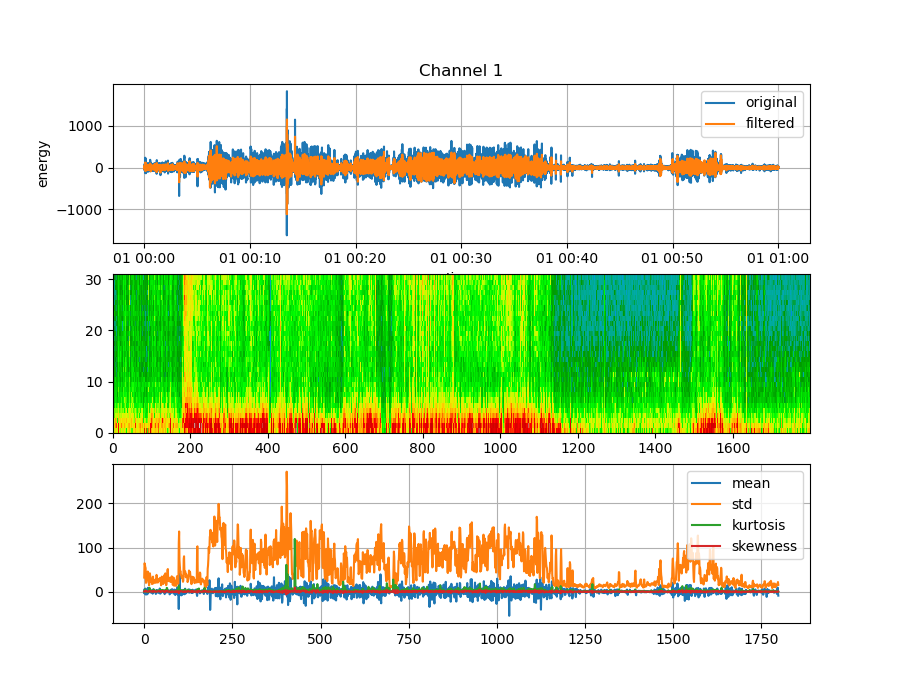 Channel 1
energy
1000
0
−1000
original
filtered
01 00:00 01 00:10 01 00:20 01 00:30 01 00:40 01 00:50 01 01:00
30
20
10
0
0 200 400 600 800 1000 1200 1400 1600
200
100
0
mean
std
kurtosis
skewness
0 250 500 750 1000 1250 1500 1750